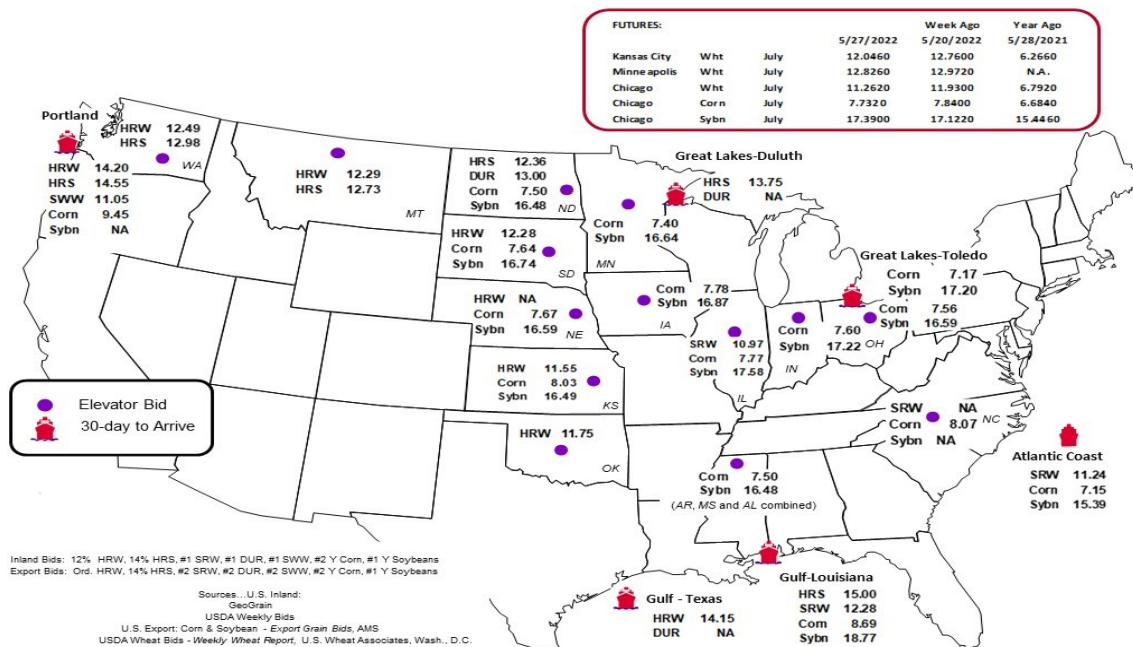 FUTURES: Week Ago Year Ago
5/27/2022 5/20/2022 5/28/2021
Kansas City Wht July 12.0460 12.7600 6.2660
Minneapolis Wht July 12.8260 12.9720 N.A.
Chicago Wht July 11.2620 11.9300 6.7920
Chicago Corn July 7.7320 7.8400 6.6840
Chicago Sybn July 17.3900 17.1220 15.4460
Portland
HRW 14.20
HRS 14.55
SWW 11.05
Corn 9.45
Sybn NA
HRW 12.49
HRS 12.98
WA
HRW 12.29
HRS 12.73
MT
HRS 12.36
DUR 13.00
Corn 7.50
Sybn 16.48
ND
HRW 12.28
Corn 7.64
Sybn 16.74
SD
HRW NA
Corn 7.67
Sybn 16.59
NE
HRW 11.55
Corn 8.03
Sybn 16.49
KS
HRW 11.75
OK
Corn 7.40
Sybn 16.64
MN
Great Lakes-Duluth
HRS 13.75
DUR NA
Corn 7.78
Sybn 16.87
IA
SRW 10.97
Corn 7.77
Sybn 17.58
IL
Corn 7.60
Sybn 17.22
IN
Great Lakes-Toledo
Corn 7.17
Sybn 17.20
Corn 7.56
Sybn 16.59
OH
SRW NA
Corn 8.07
Sybn NA
NC
Atlantic Coast
SRW 11.24
Corn 7.15
Sybn 15.39
Corn 7.50
Sybn 16.48
(AR, MS and AL combined)
Gulf-Louisiana
HRS 15.00
SRW 12.28
Corn 8.69
Sybn 18.77
Gulf - Texas
HRW 14.15
DUR NA
Elevator Bid
30-day to Arrive
Inland Bids: 12% HRW, 14% HRS, #1 SRW, #1 DUR, #1 SWW, #2 Y Corn, #1 Y Soybeans
Export Bids: Ord. HRW, 14% HRS, #2 SRW, #2 DUR, #2 SWW, #2 Y Corn, #1 Y Soybeans
Sources...U.S. Inland:
GeoGrain
USDA Weekly Bids
U.S. Export: Corn & Soybean - Export Grain Bids, AMS
USDA Wheat Bids - Weekly Wheat Report, U.S. Wheat Associates, Wash., D.C.